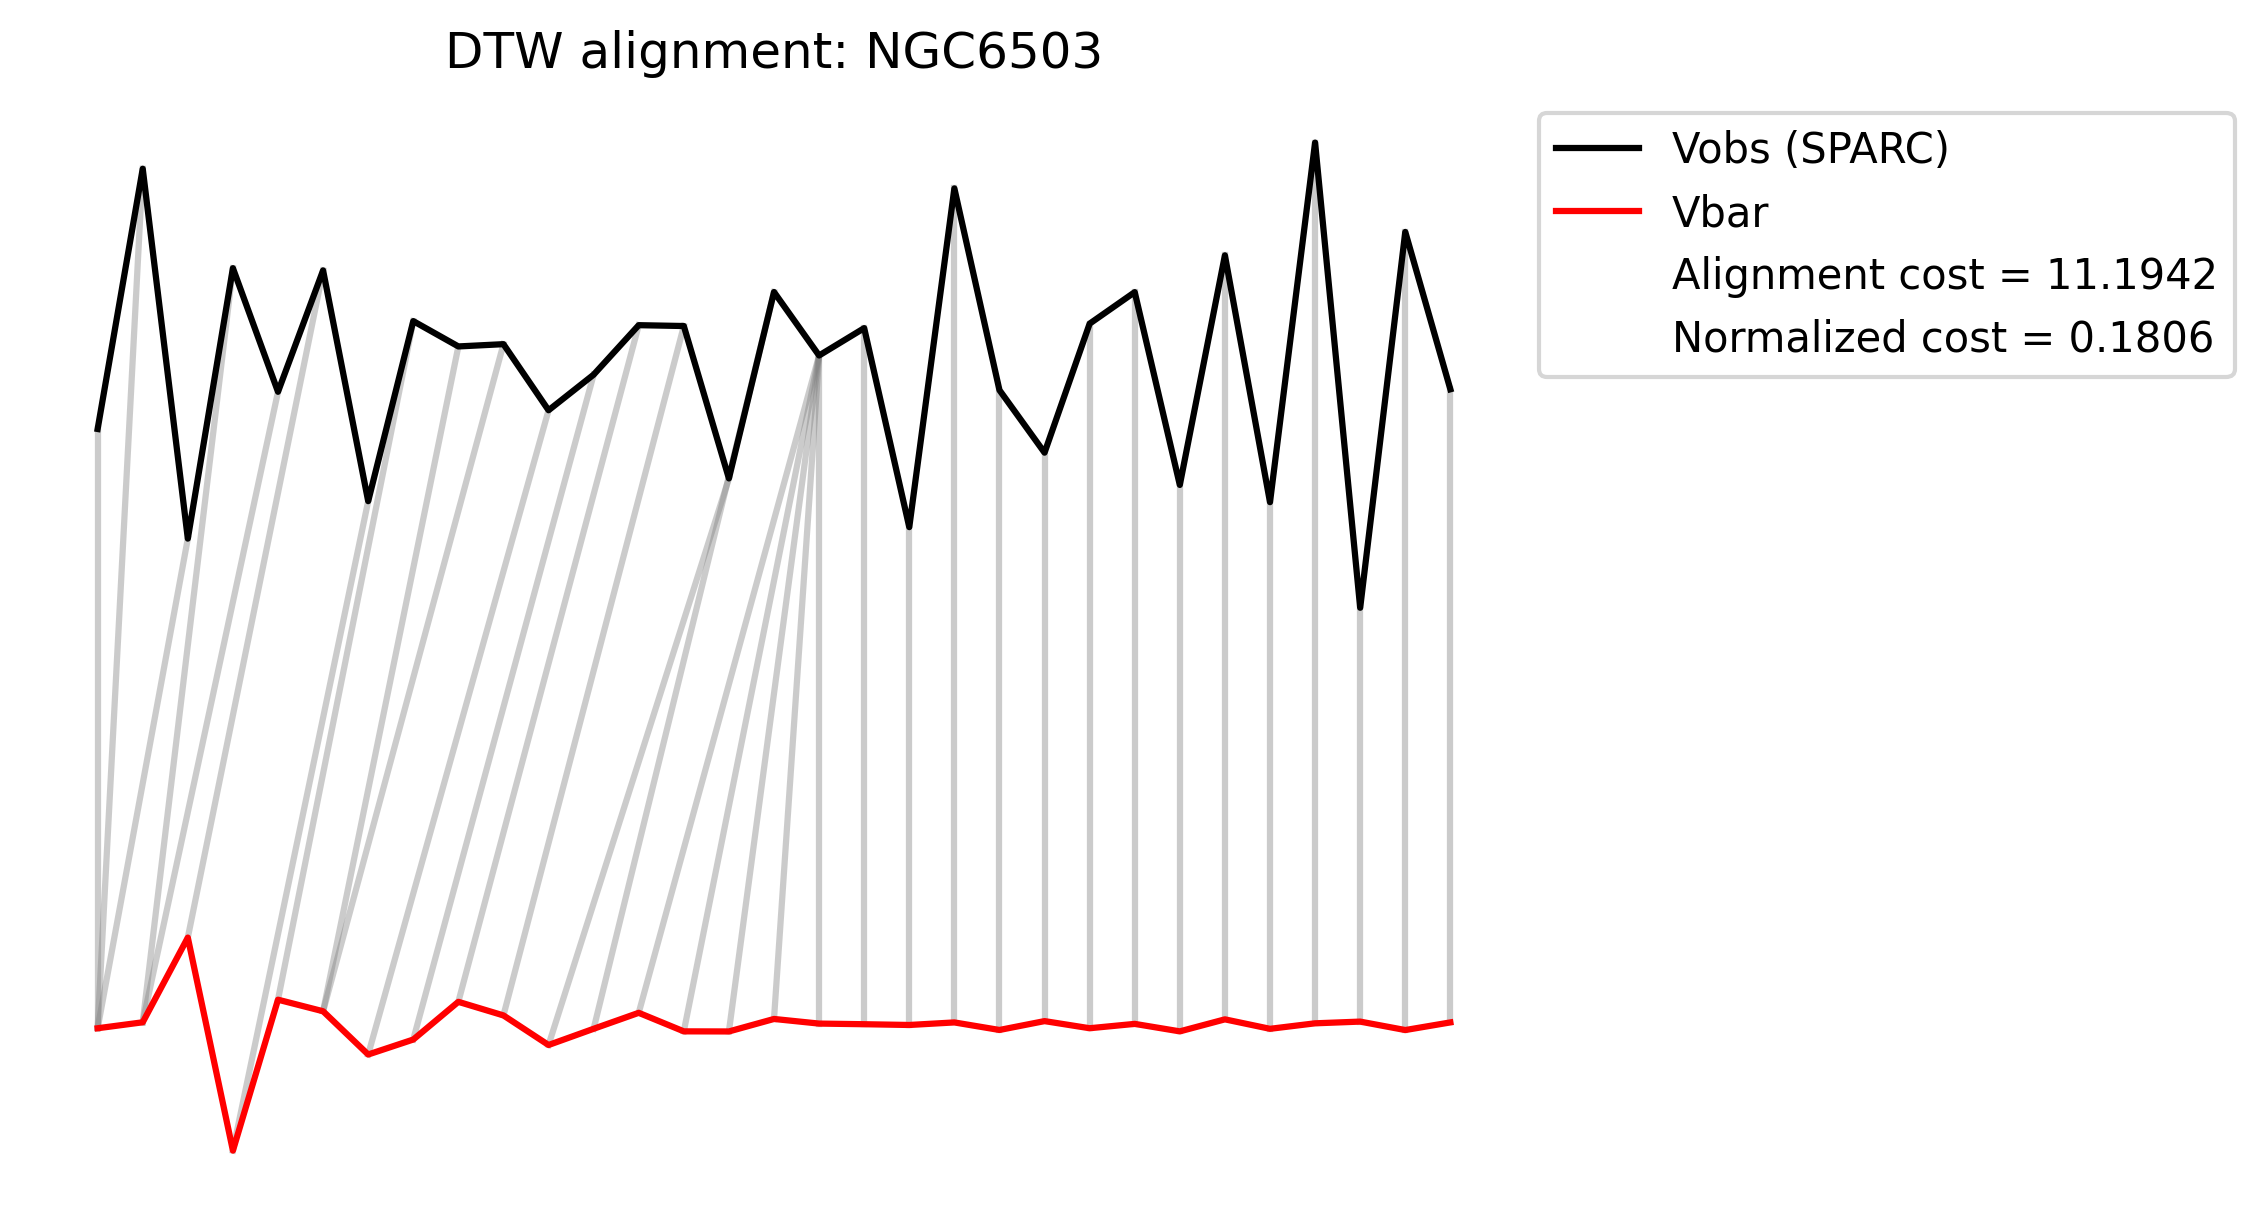 DTW alignment: NGC6503
Vobs (SPARC)
Vbar
Alignment cost = 11.1942
Normalized cost = 0.1806